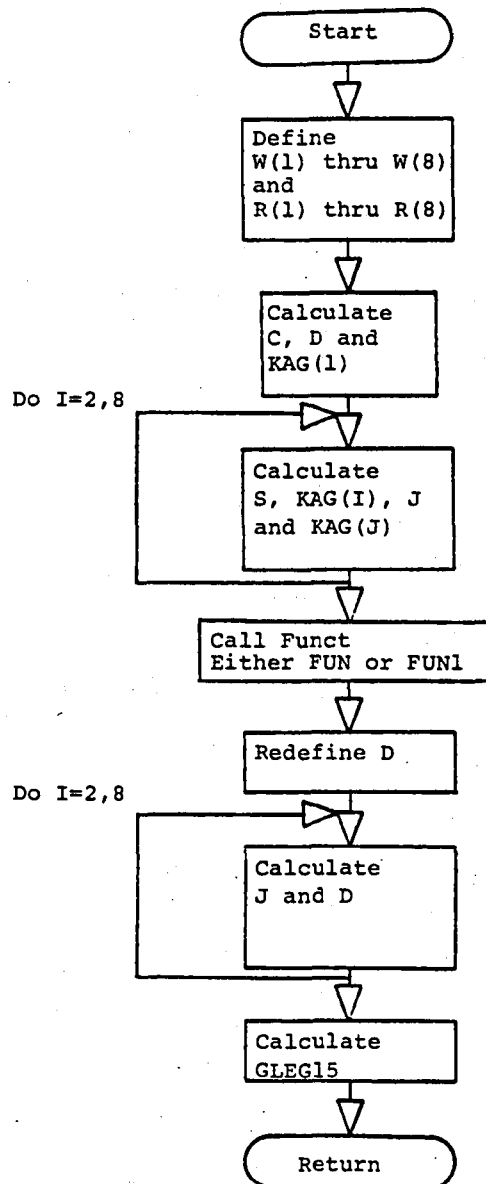 Start
Define
W(1) thru W(8)
and
R(1) thru R(8)
Calculate
C, D and
KAG(1)
Do I=2,8
Calculate
S, KAG(I), J
and KAG(J)
Call Funct
Either FUN or FUN1
Redefine D
Do I=2,8
Calculate
J and D
Calculate
GLEG15
Return